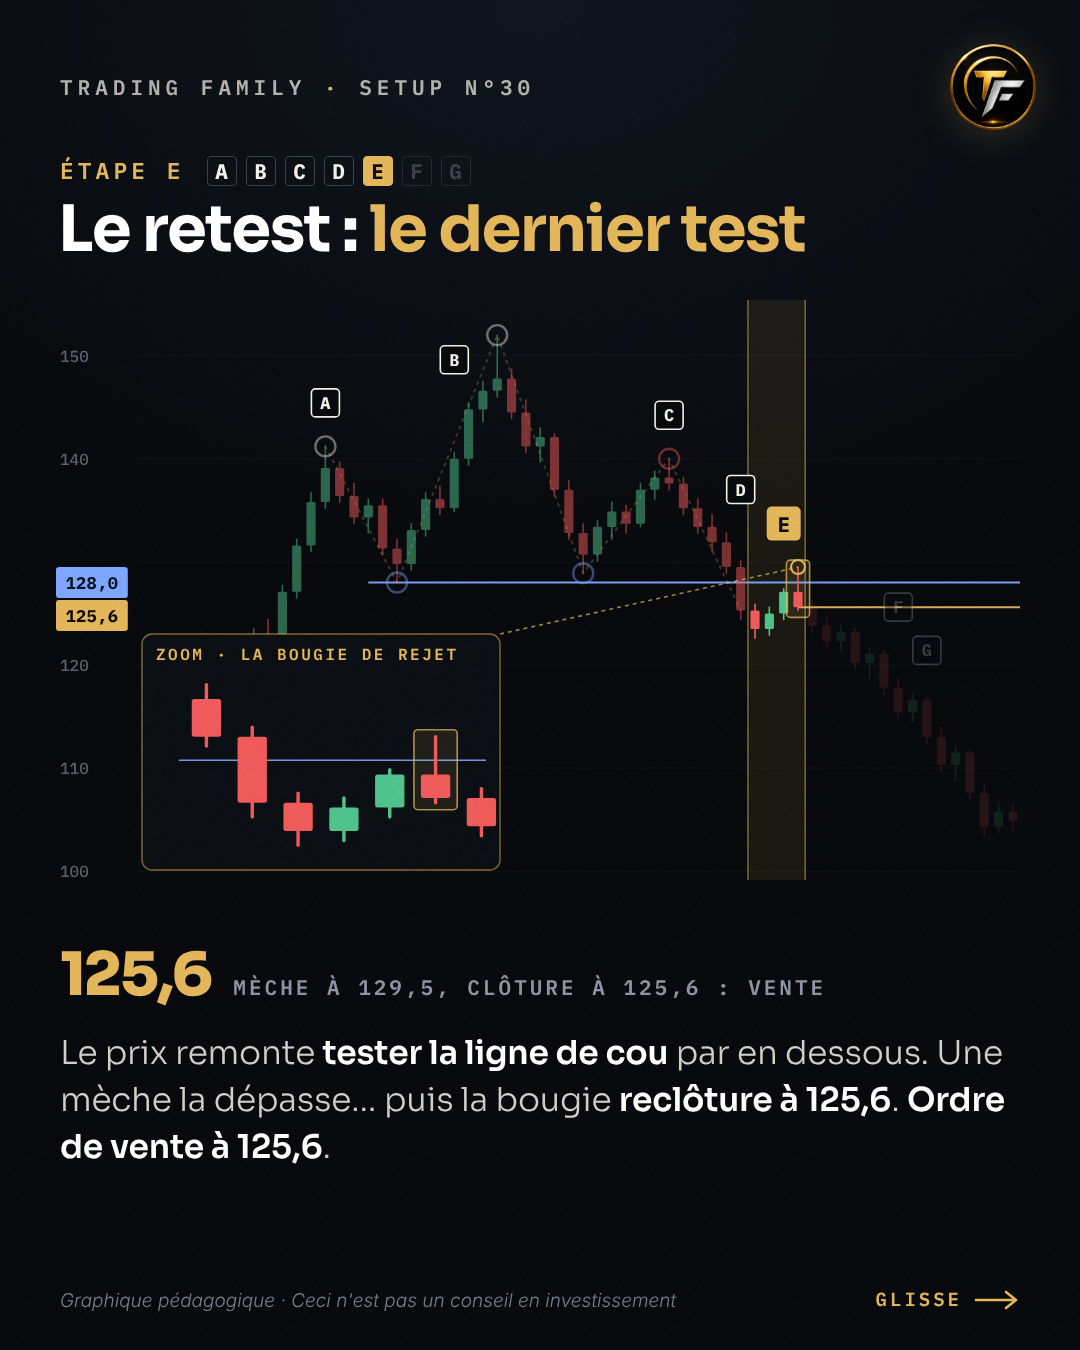 TRADING FAMILY · SETUP N°30
TF
ÉTAPE E A B C D E F G
Le retest : le dernier test
150
140
128,0
125,6
120
110
100
A
B
C
D
E
F
G
ZOOM · LA BOUGIE DE REJET
125,6 MÈCHE À 129,5, CLÔTURE À 125,6 : VENTE
Le prix remonte tester la ligne de cou par en dessous. Une
mèche la dépasse... puis la bougie reclôture à 125,6. Ordre
de vente à 125,6.
Graphique pédagogique · Ceci n'est pas un conseil en investissement
GLISSE →